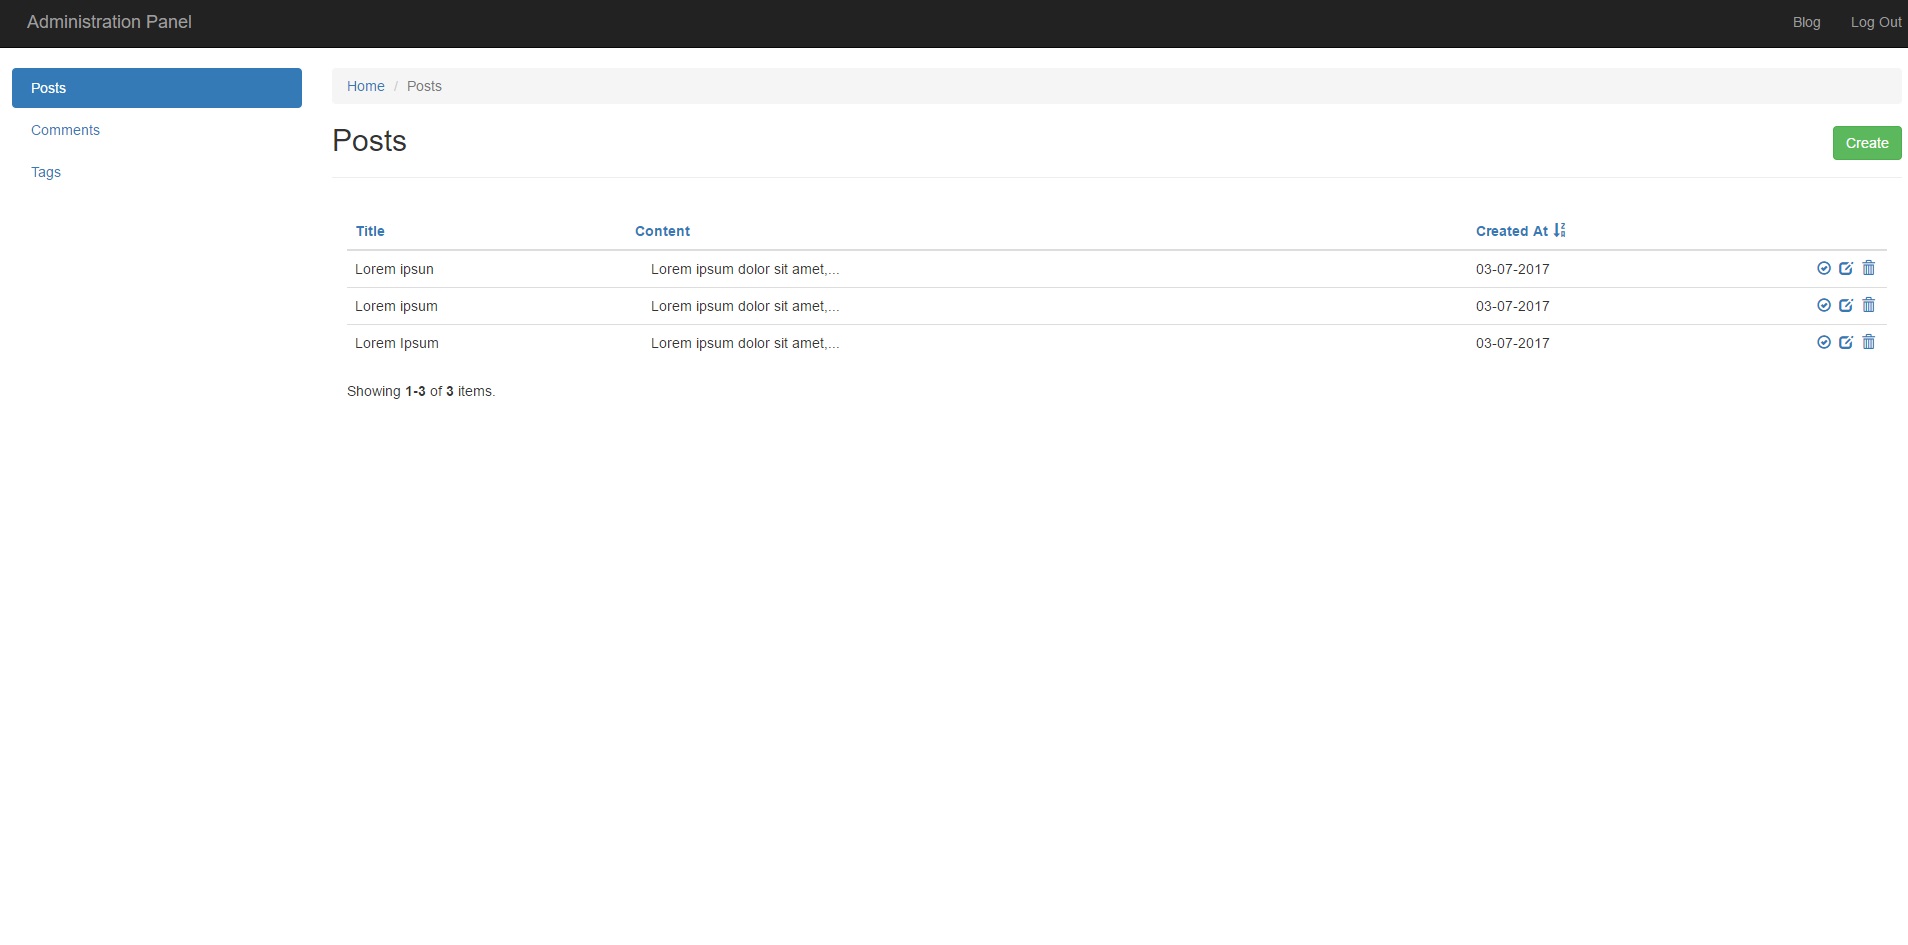 Administration Panel Blog Log Out
Posts
Comments
Tags
Home / Posts
Posts
Create
Title Content Created At
Lorem ipsun Lorem ipsum dolor sit amet,... 03-07-2017
Lorem ipsum Lorem ipsum dolor sit amet,... 03-07-2017
Lorem Ipsum Lorem ipsum dolor sit amet,... 03-07-2017
Showing 1-3 of 3 items.